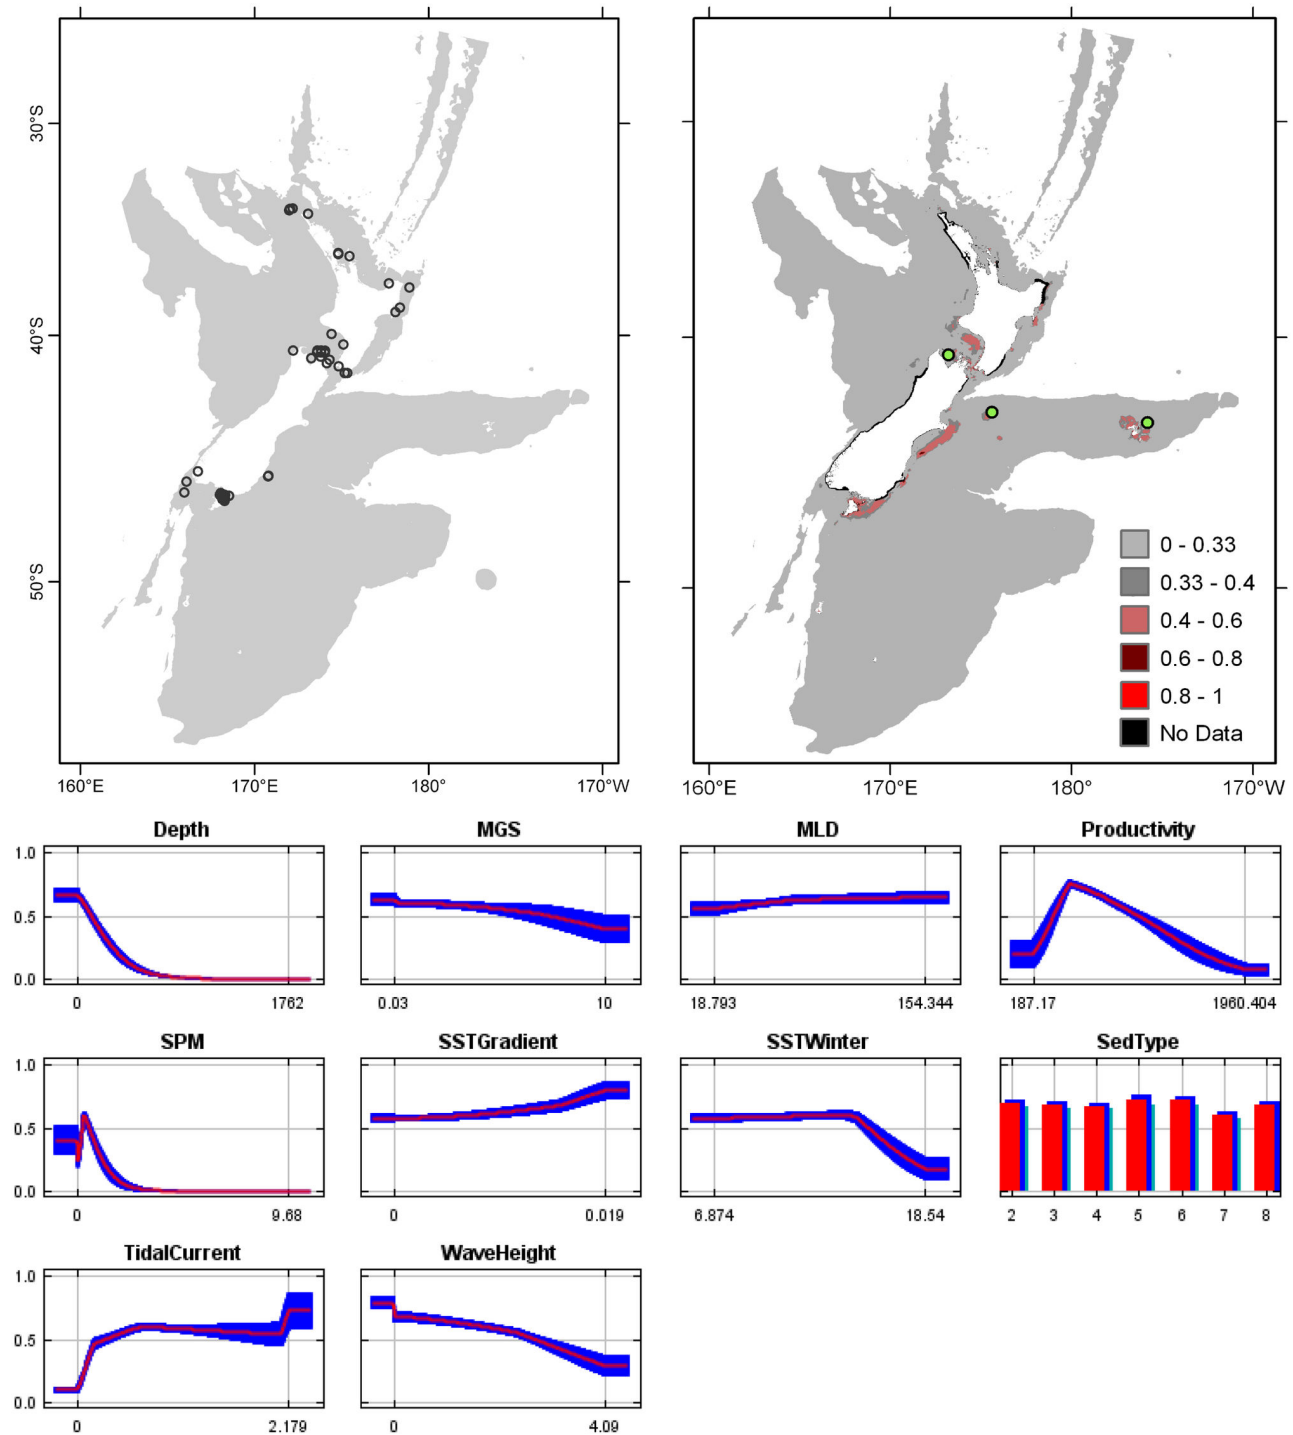 30°S
40°S
50°S
160°E 170°E 180° 170°W
0 - 0.33
0.33 - 0.4
0.4 - 0.6
0.6 - 0.8
0.8 - 1
No Data
160°E 170°E 180° 170°W
Depth MGS MLD Productivity
1.0
0.5
0.0
0 1762 0.03 10 18.793 154.344 187.17 1960.404
SPM SSTGradient SSTWinter SedType
1.0
0.5
0.0
0 9.68 0 0.019 6.874 18.54 2 3 4 5 6 7 8
TidalCurrent WaveHeight
1.0
0.5
0.0
0 2.179 0 4.09